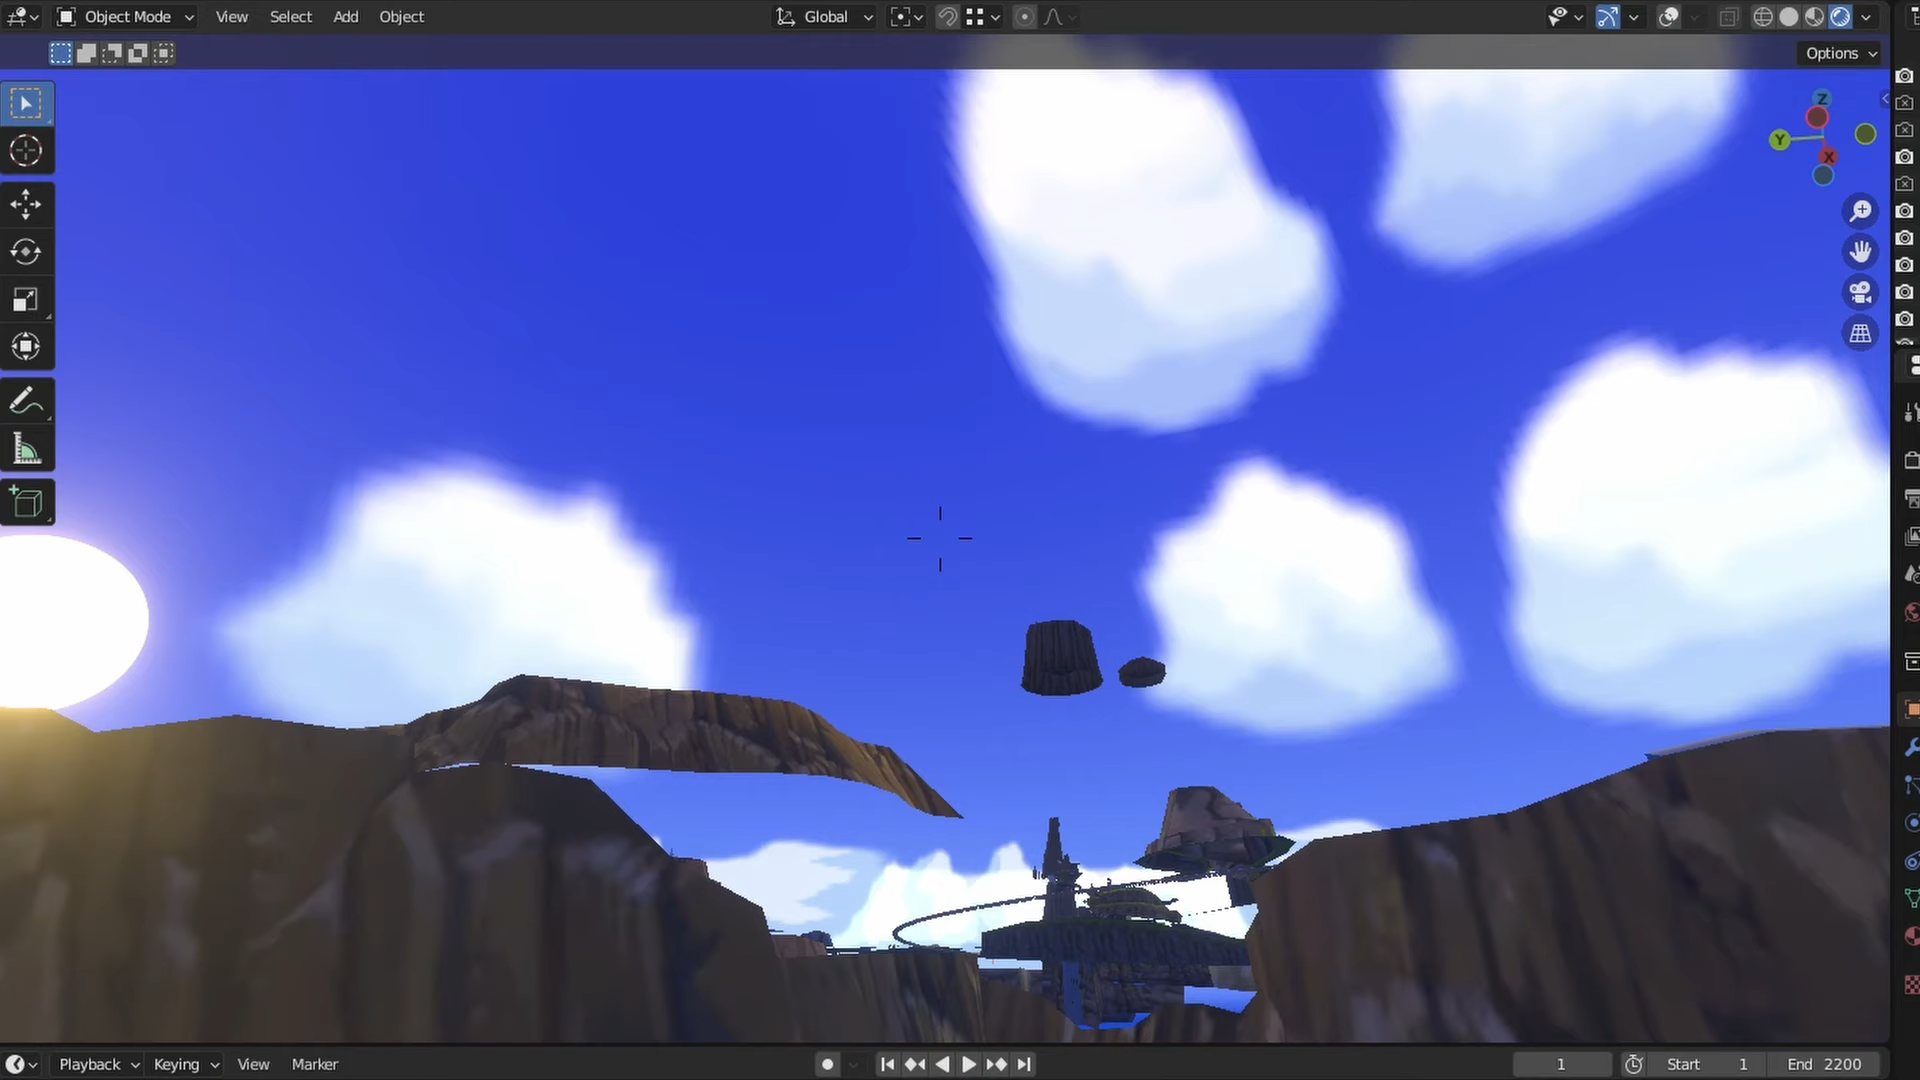 Object Mode View Select Add Object Global
Options
Z
Y
X
Playback Keying View Marker 1 Start 1 End 2200